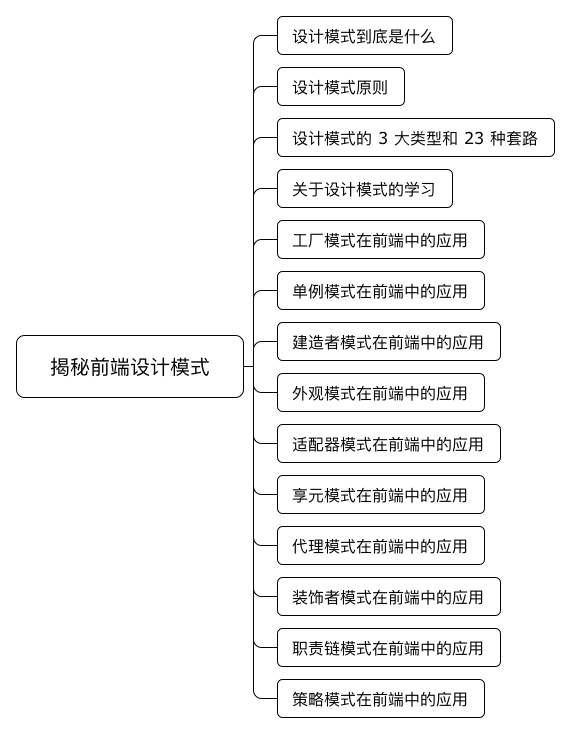 设计模式到底是什么
设计模式原则
设计模式的 3 大类型和 23 种套路
关于设计模式的学习
工厂模式在前端中的应用
单例模式在前端中的应用
建造者模式在前端中的应用
揭秘前端设计模式
外观模式在前端中的应用
适配器模式在前端中的应用
享元模式在前端中的应用
代理模式在前端中的应用
装饰者模式在前端中的应用
职责链模式在前端中的应用
策略模式在前端中的应用